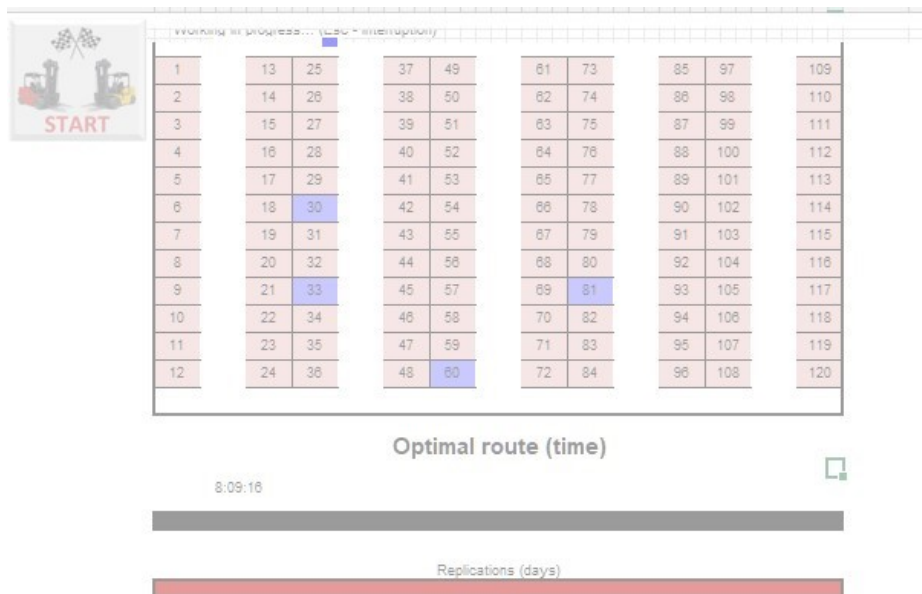 Working in progress... (Esc - interruption)
START
1 13 25 37 49 61 73 85 97 109
2 14 26 38 50 62 74 86 98 110
3 15 27 39 51 63 75 87 99 111
4 16 28 40 52 64 76 88 100 112
5 17 29 41 53 65 77 89 101 113
6 18 30 42 54 66 78 90 102 114
7 19 31 43 55 67 79 91 103 115
8 20 32 44 56 68 80 92 104 116
9 21 33 45 57 69 81 93 105 117
10 22 34 46 58 70 82 94 106 118
11 23 35 47 59 71 83 95 107 119
12 24 36 48 60 72 84 96 108 120
Optimal route (time)
8:09:16
Replications (days)